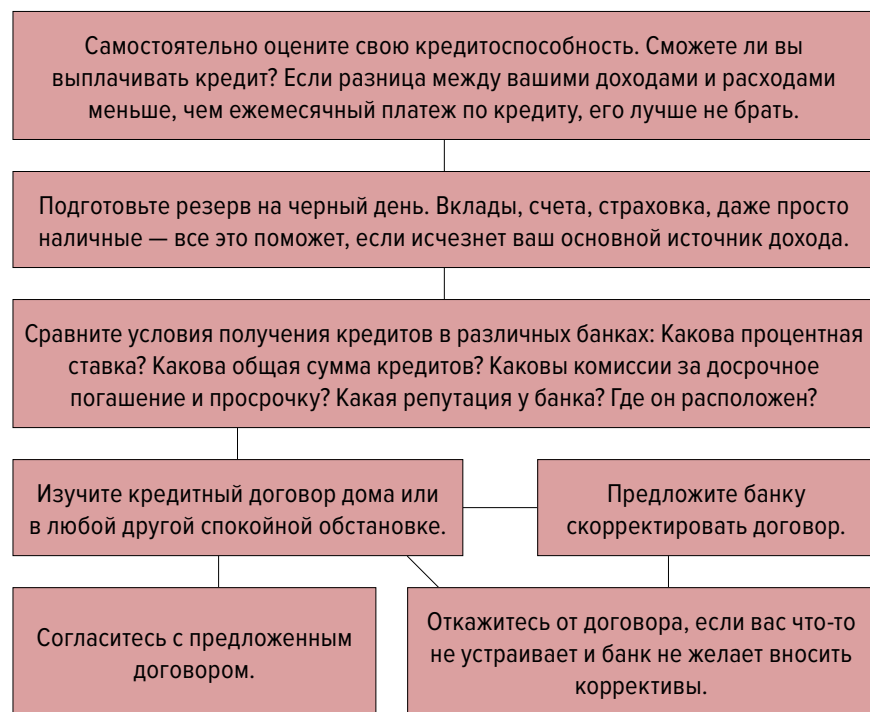 Самостоятельно оцените свою кредитоспособность. Сможете ли вы
выплачивать кредит? Если разница между вашими доходами и расходами
меньше, чем ежемесячный платеж по кредиту, его лучше не брать.
Подготовьте резерв на черный день. Вклады, счета, страховка, даже просто
наличные — все это поможет, если исчезнет ваш основной источник дохода.
Сравните условия получения кредитов в различных банках: Какова процентная
ставка? Какова общая сумма кредитов? Каковы комиссии за досрочное
погашение и просрочку? Какая репутация у банка? Где он расположен?
Изучите кредитный договор дома или
в любой другой спокойной обстановке.
Предложите банку
скорректировать договор.
Согласитесь с предложенным
договором.
Откажитесь от договора, если вас что-то
не устраивает и банк не желает вносить
коррективы.